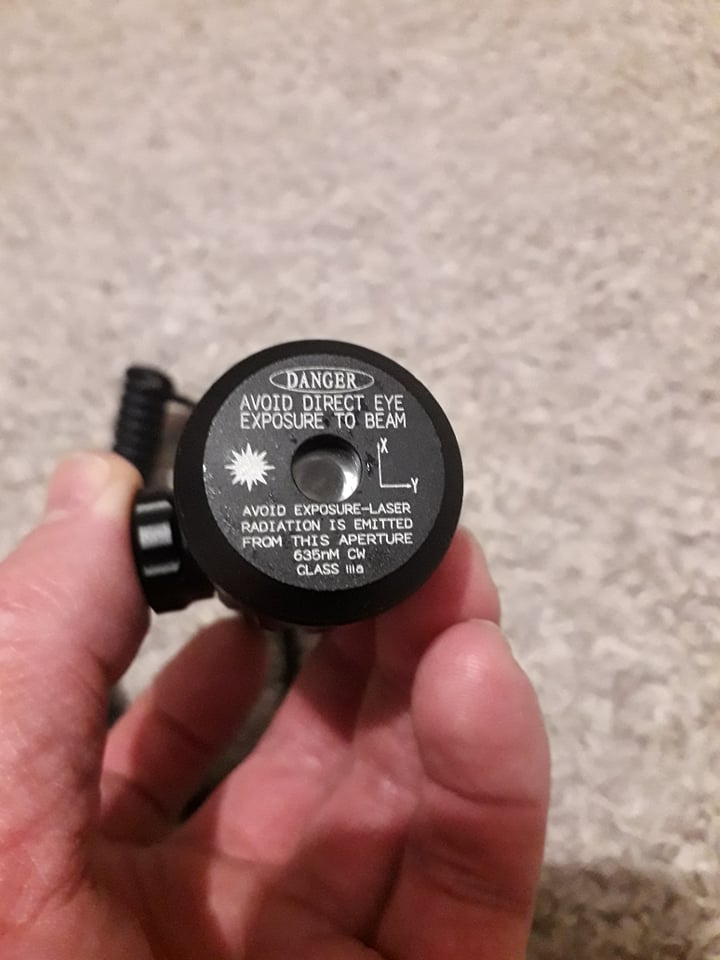 DANGER
AVOID DIRECT EYE
EXPOSURE TO BEAM
X
Y
AVOID EXPOSURE-LASER
RADIATION IS EMITTED
FROM THIS APERTURE
635nM CW
CLASS IIIa